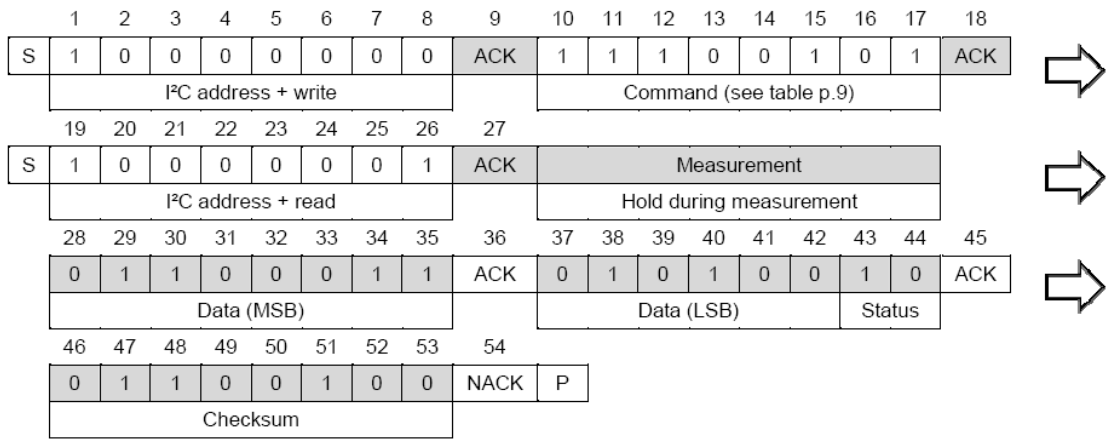 1 2 3 4 5 6 7 8 9 10 11 12 13 14 15 16 17 18
S 1 0 0 0 0 0 0 0 ACK 1 1 1 0 0 1 0 1 ACK
I²C address + write Command (see table p.9)
19 20 21 22 23 24 25 26 27
S 1 0 0 0 0 0 0 1 ACK Measurement
I²C address + read Hold during measurement
28 29 30 31 32 33 34 35 36 37 38 39 40 41 42 43 44 45
0 1 1 0 0 0 1 1 ACK 0 1 0 1 0 0 1 0 ACK
Data (MSB) Data (LSB) Status
46 47 48 49 50 51 52 53 54
0 1 1 0 0 1 0 0 NACK P
Checksum